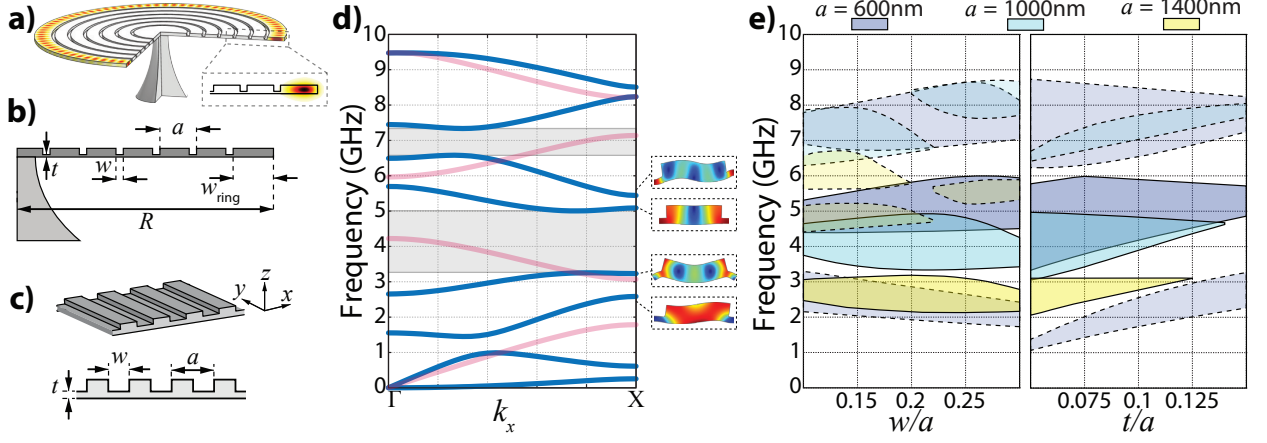 a)
b)
a
t
w
w ring
R
c)
z
y
x
w
a
t
d)
Frequency (GHz)
10
9
8
7
6
5
4
3
2
1
0
Γ
X
k x
e)
a = 600nm
a = 1000nm
a = 1400nm
Frequency (GHz)
10
9
8
7
6
5
4
3
2
1
0
0.15
0.2
0.25
w/a
0.075
0.1
0.125
t/a